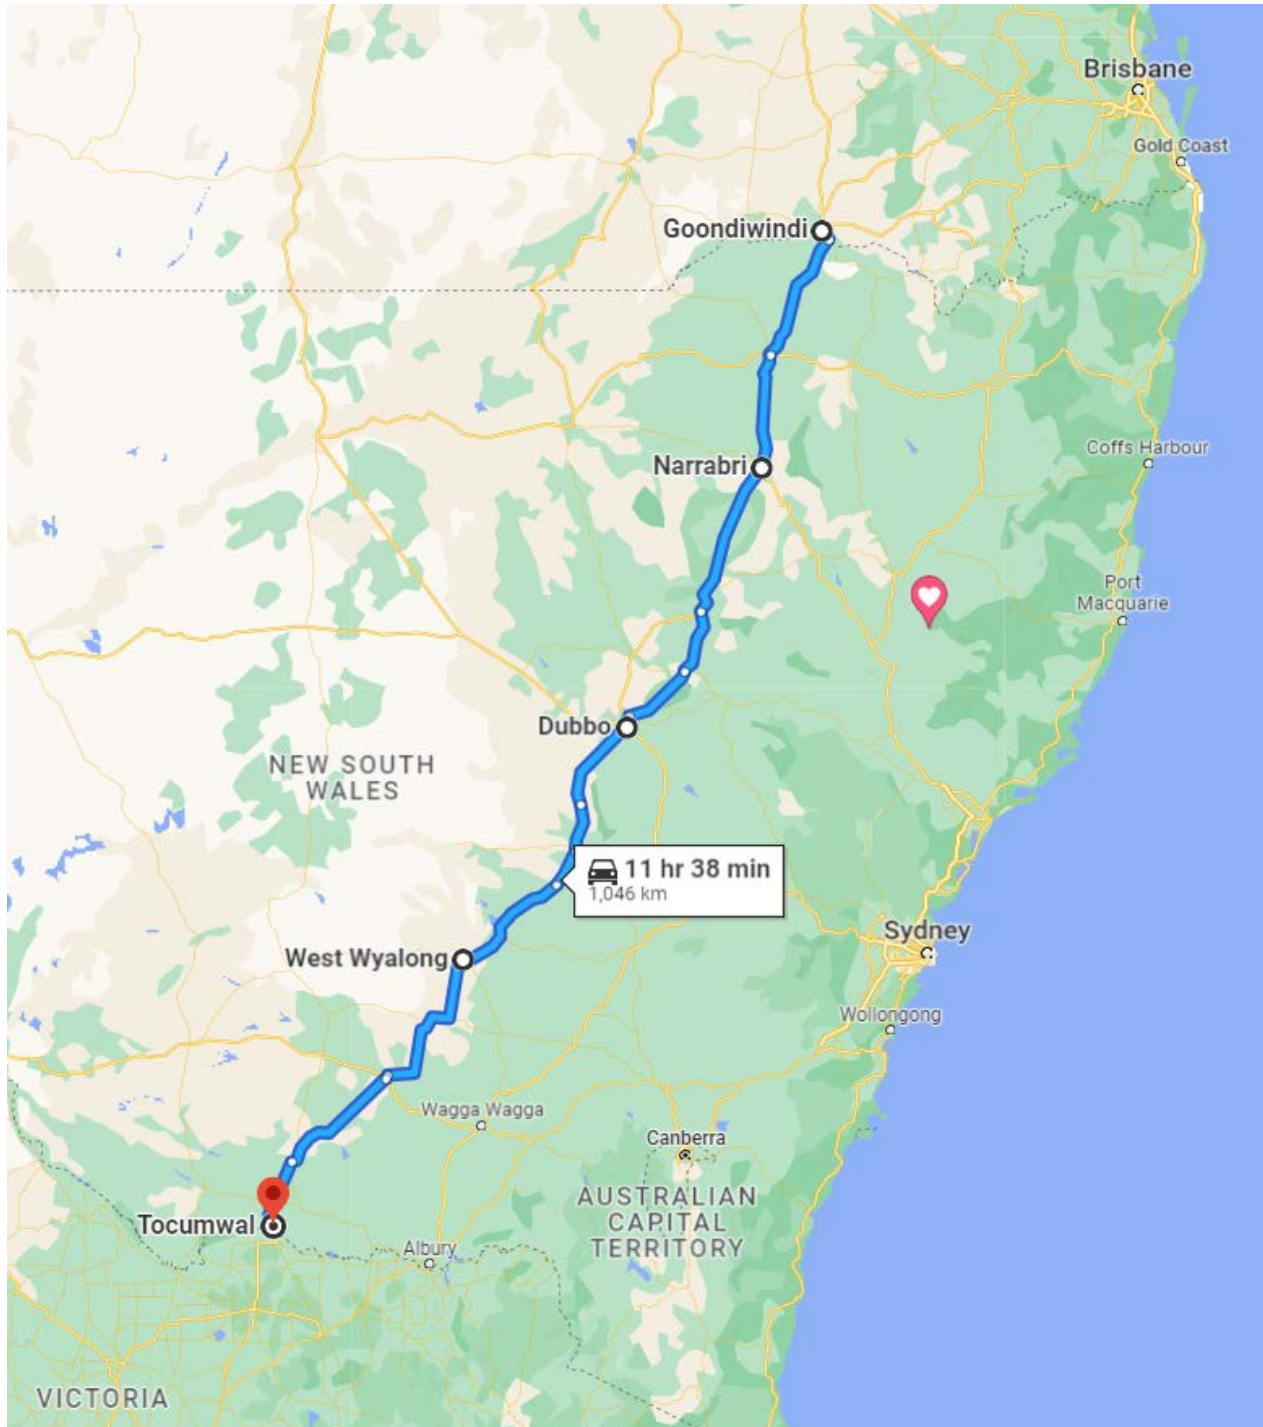 Brisbane
Gold Coast
Goondiwindi
Coffs Harbour
Narrabri
Port
Macquarie
Dubbo
NEW SOUTH
WALES
11 hr 38 min
1,046 km
Sydney
West Wyalong
Wollongong
Wagga Wagga
Canberra
AUSTRALIAN
CAPITAL
TERRITORY
Tocumwal
Albury
VICTORIA